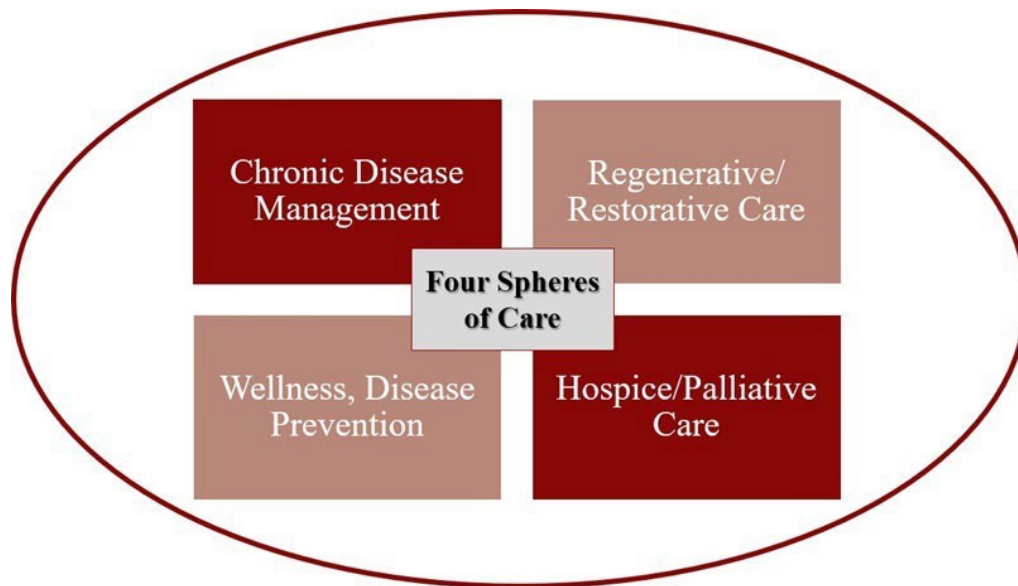 Chronic Disease
Management
Regenerative/
Restorative Care
Four Spheres
of Care
Wellness, Disease
Prevention
Hospice/Palliative
Care